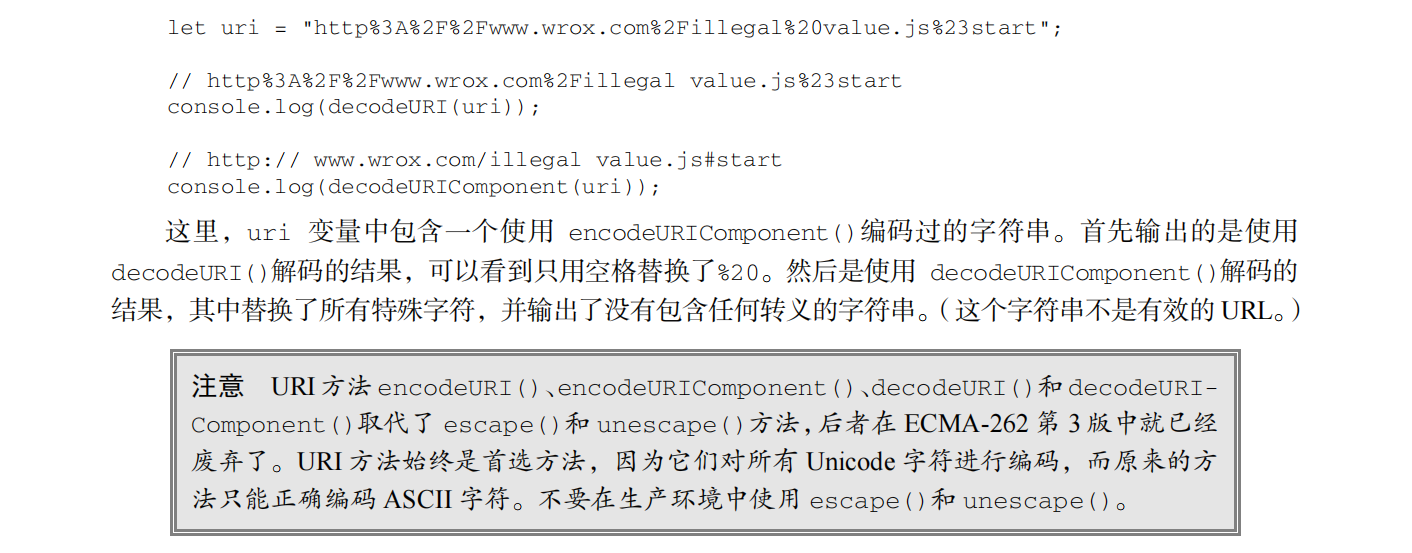 let uri = "http%3A%2F%2Fwww.wrox.com%2Fillegal%20value.js%23start";
// http%3A%2F%2Fwww.wrox.com%2Fillegal value.js%23start
console.log(decodeURI(uri));
// http:// www.wrox.com/illegal value.js#start
console.log(decodeURIComponent(uri));
这里，uri 变量中包含一个使用 encodeURIComponent()编码过的字符串。首先输出的是使用
decodeURI()解码的结果，可以看到只用空格替换了%20。然后是使用 decodeURIComponent()解码的
结果，其中替换了所有特殊字符，并输出了没有包含任何转义的字符串。（这个字符串不是有效的 URL。）
注意 URI 方法 encodeURI()、encodeURIComponent()、decodeURI()和 decodeURI-
Component()取代了 escape()和 unescape()方法，后者在 ECMA-262 第 3 版中就已经
废弃了。URI 方法始终是首选方法，因为它们对所有 Unicode 字符进行编码，而原来的方
法只能正确编码 ASCII 字符。不要在生产环境中使用 escape()和 unescape()。